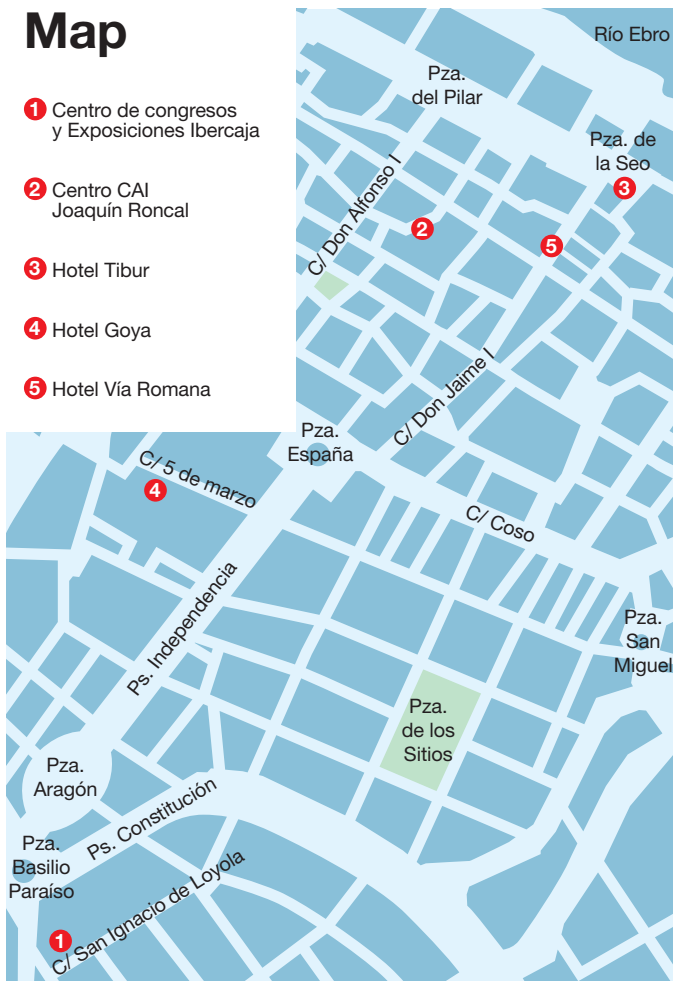 Map
1 Centro de congresos
y Exposiciones Ibercaja
2 Centro CAI
Joaquín Roncal
3 Hotel Tibur
4 Hotel Goya
5 Hotel Vía Romana
Río Ebro
Pza.
del Pilar
Pza. de
la Seo
3
C/ Don Alfonso I
2
5
C/ Don Jaime I
Pza.
España
C/ 5 de marzo
4
C/ Coso
Ps. Independencia
Pza.
San
Miguel
Pza.
de los
Sitios
Pza.
Aragón
Ps. Constitución
Pza.
Basilio
Paraíso
1
C/ San Ignacio de Loyola